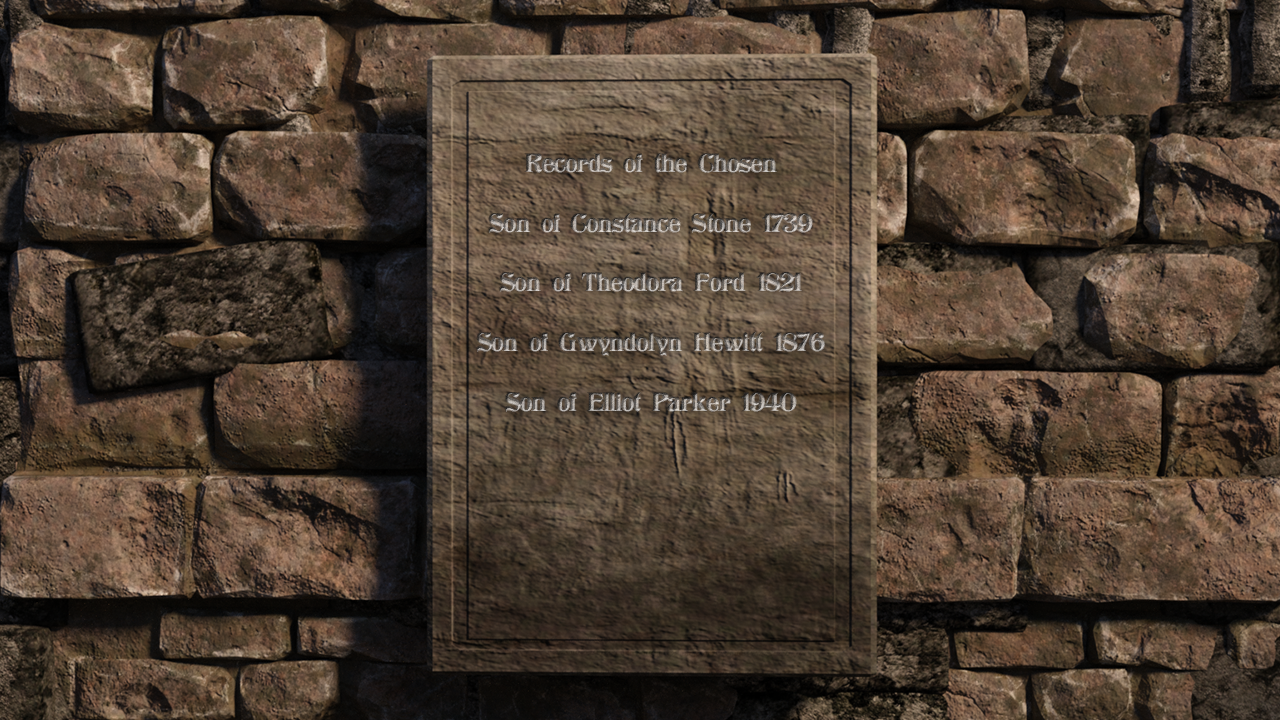 Records of the Chosen
Son of Constance Stone 1739
Son of Theodora Ford 1821
Son of Gwyndolyn Hewitt 1876
Son of Elliot Parker 1940